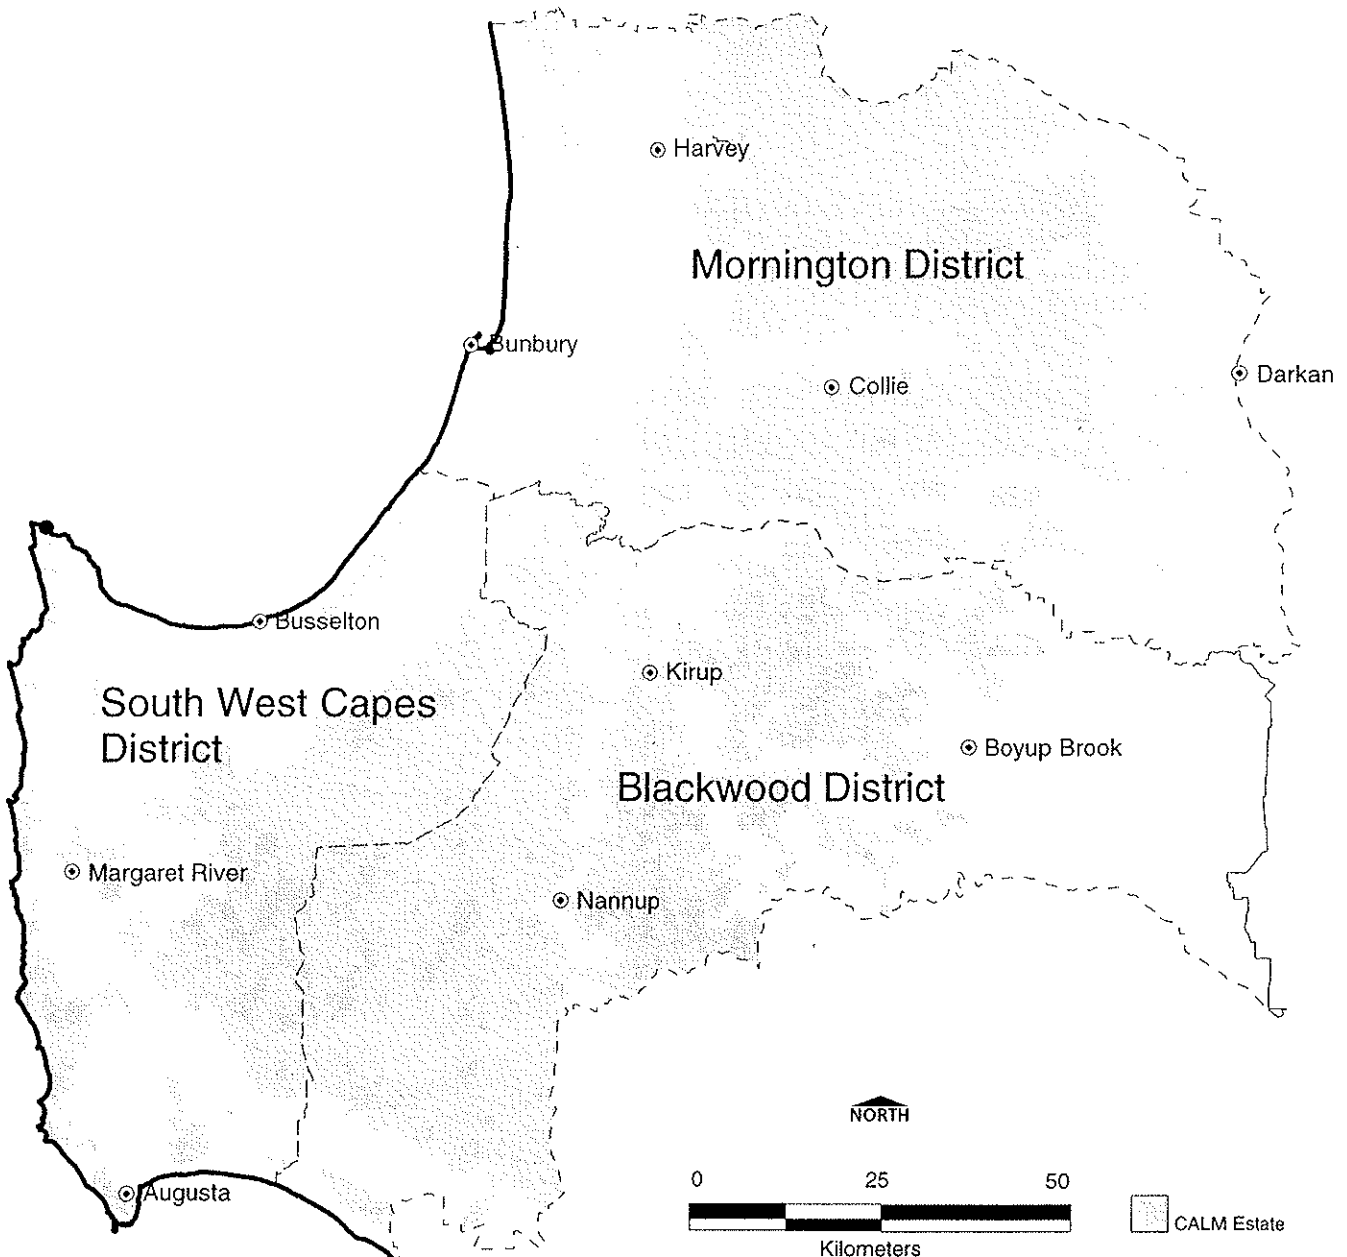 Harvey
Mornington District
Bunbury
Collie
Darkan
Busselton
Kirup
South West Capes
District
Boyup Brook
Blackwood District
Margaret River
Nannup
NORTH
0 25 50
Augusta
CALM Estate
Kilometers